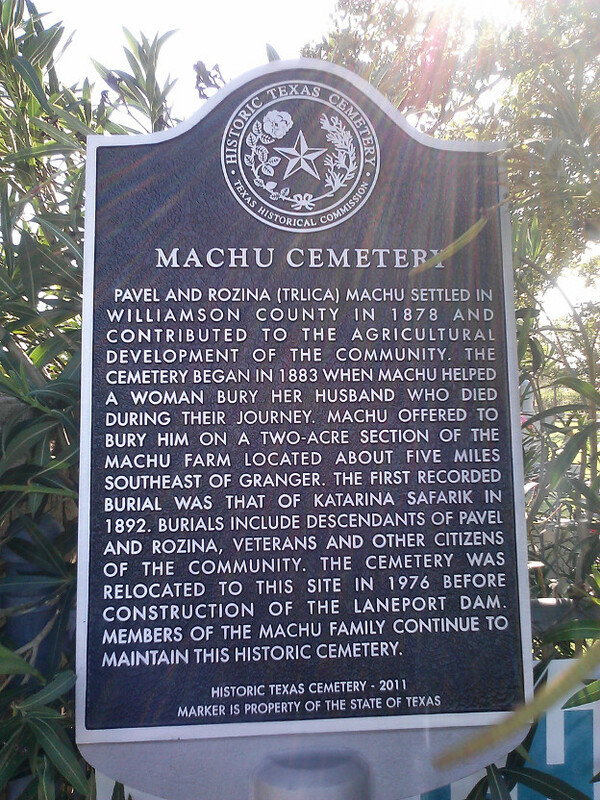 HISTORIC TEXAS CEMETERY
TEXAS HISTORICAL COMMISSION
MACHU CEMETERY
PAVEL AND ROZINA (TRLICA) MACHU SETTLED IN
WILLIAMSON COUNTY IN 1878 AND
CONTRIBUTED TO THE AGRICULTURAL
DEVELOPMENT OF THE COMMUNITY. THE
CEMETERY BEGAN IN 1883 WHEN MACHU HELPED
A WOMAN BURY HER HUSBAND WHO DIED
DURING THEIR JOURNEY. MACHU OFFERED TO
BURY HIM ON A TWO-ACRE SECTION OF THE
MACHU FARM LOCATED ABOUT FIVE MILES
SOUTHEAST OF GRANGER. THE FIRST RECORDED
BURIAL WAS THAT OF KATARINA SAFARIK IN
1892. BURIALS INCLUDE DESCENDANTS OF PAVEL
AND ROZINA, VETERANS AND OTHER CITIZENS
OF THE COMMUNITY. THE CEMETERY WAS
RELOCATED TO THIS SITE IN 1976 BEFORE
CONSTRUCTION OF THE LANEPORT DAM.
MEMBERS OF THE MACHU FAMILY CONTINUE TO
MAINTAIN THIS HISTORIC CEMETERY.
HISTORIC TEXAS CEMETERY - 2011
MARKER IS PROPERTY OF THE STATE OF TEXAS